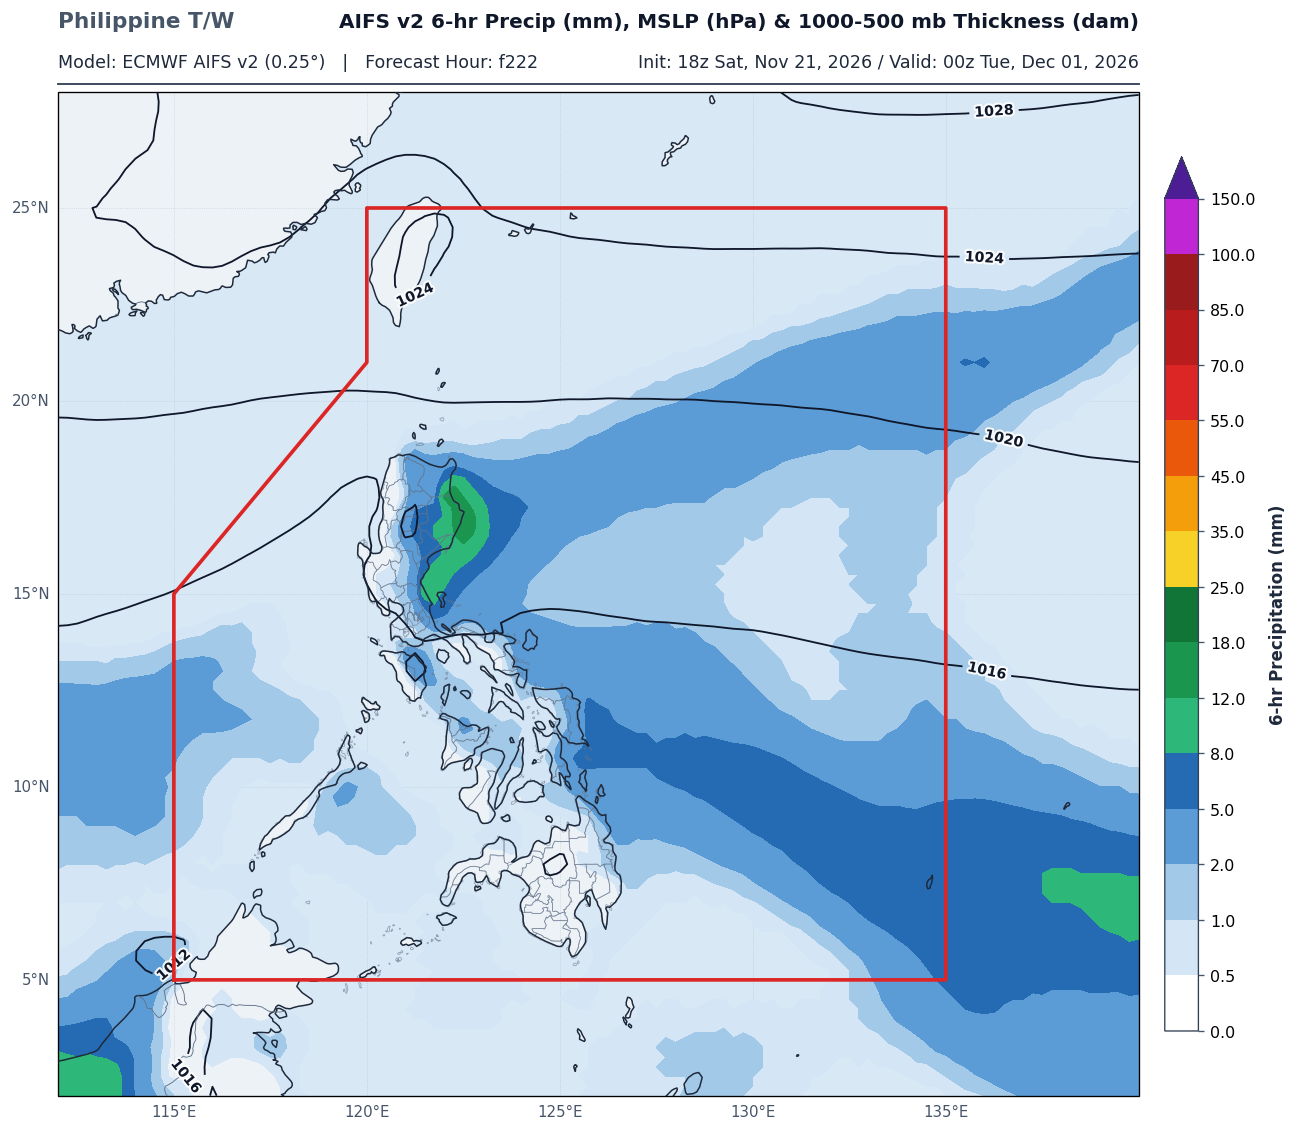 Philippine T/W
AIFS v2 6-hr Precip (mm), MSLP (hPa) & 1000-500 mb Thickness (dam)
Model: ECMWF AIFS v2 (0.25°) | Forecast Hour: f222
Init: 18z Sat, Nov 21, 2026 / Valid: 00z Tue, Dec 01, 2026
1028
1024
1024
1020
1016
1012
1016
25°N
20°N
15°N
10°N
5°N
115°E
120°E
125°E
130°E
135°E
150.0
100.0
85.0
70.0
55.0
45.0
35.0
25.0
18.0
12.0
8.0
5.0
2.0
1.0
0.5
0.0
6-hr Precipitation (mm)